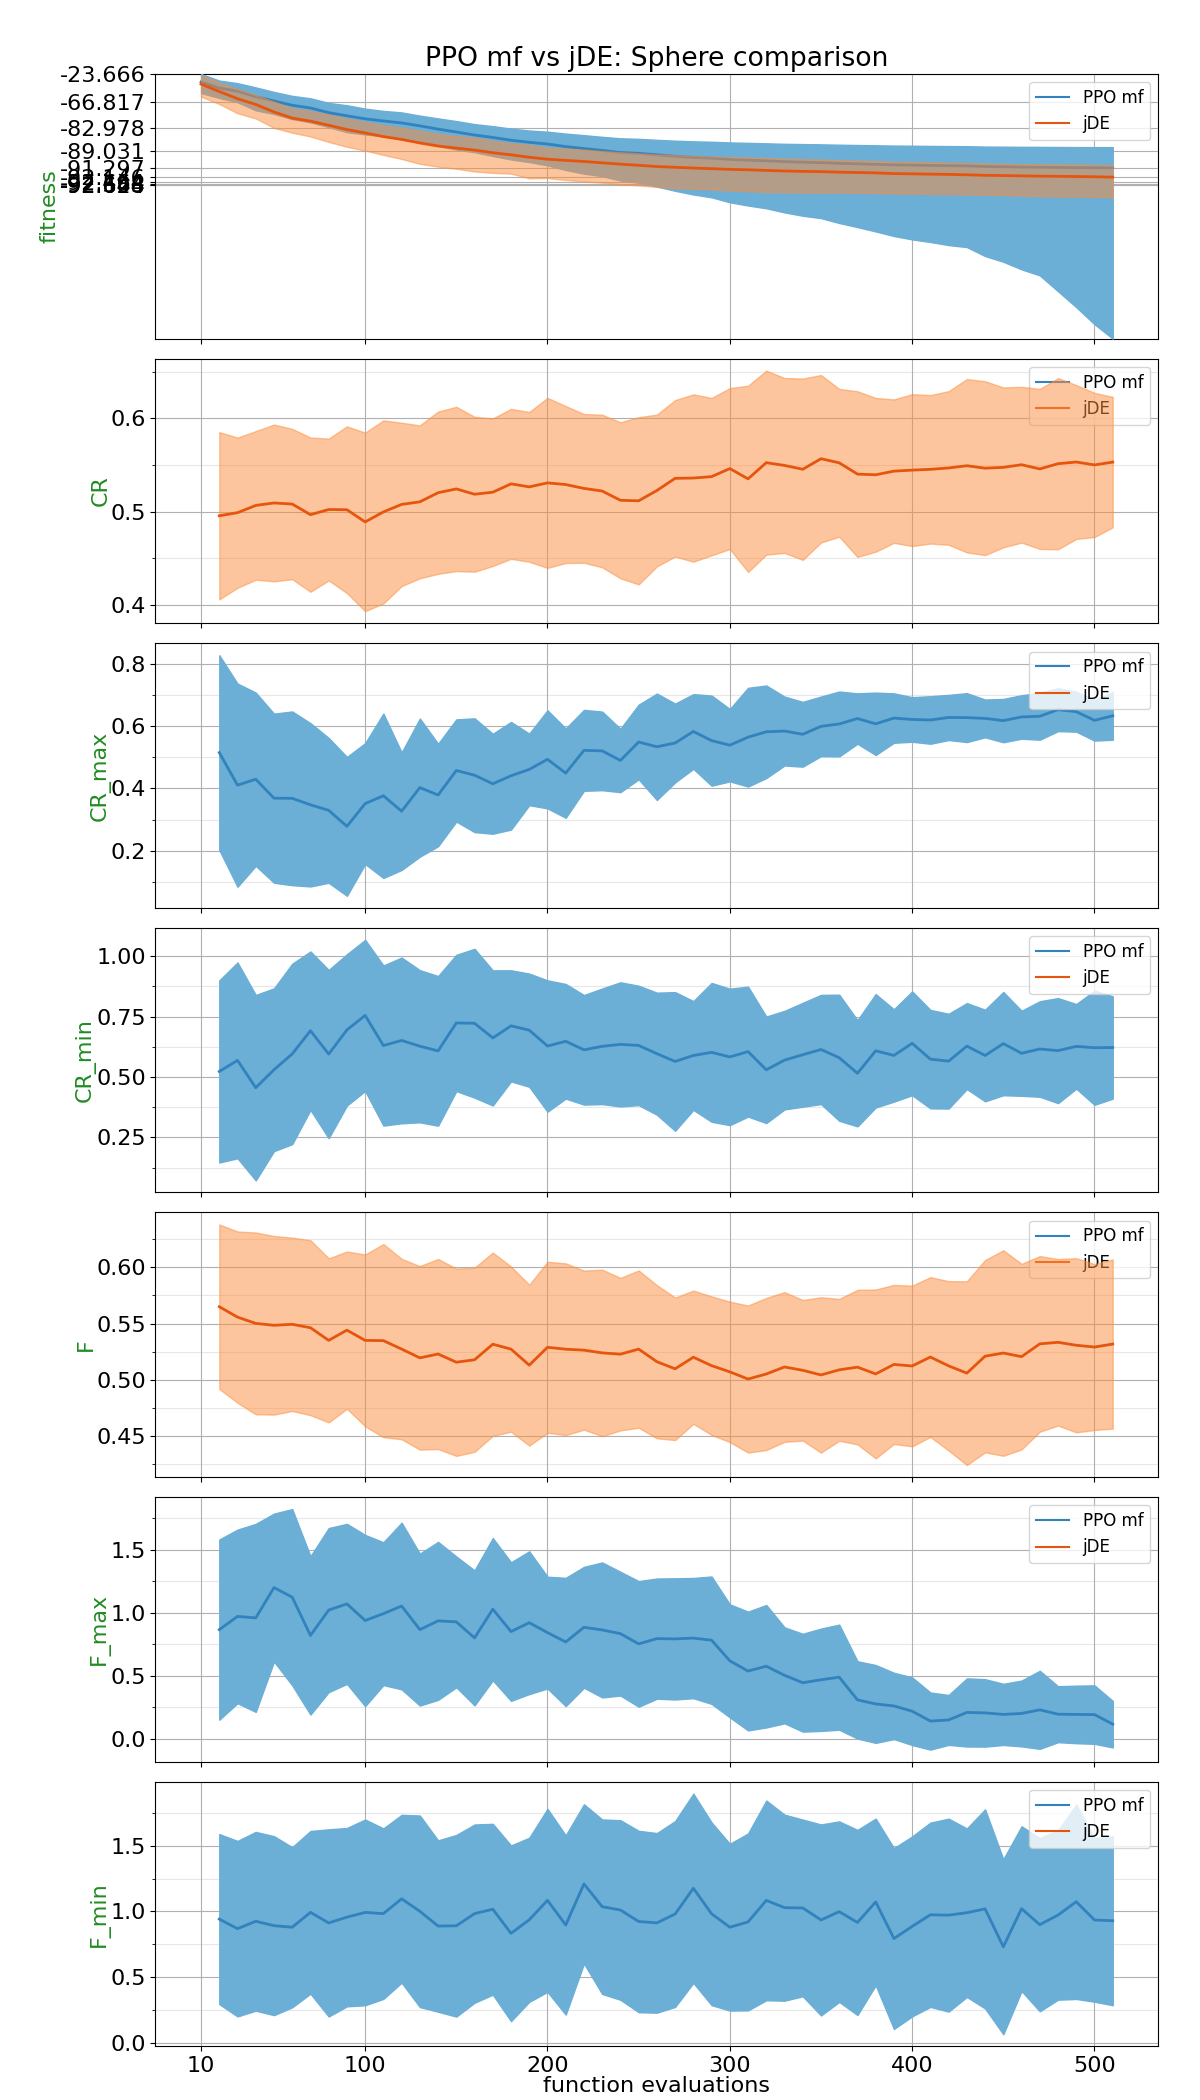 PPO mf vs jDE: Sphere comparison
-23.666
-66.817
-82.978
-89.031
-91.297
fitness
PPO mf
jDE
0.6
0.5
0.4
CR
PPO mf
jDE
0.8
0.6
0.4
0.2
CR_max
PPO mf
jDE
1.00
0.75
0.50
0.25
CR_min
PPO mf
jDE
0.60
0.55
0.50
0.45
F
PPO mf
jDE
1.5
1.0
0.5
0.0
F_max
PPO mf
jDE
1.5
1.0
0.5
0.0
F_min
PPO mf
jDE
10 100 200 300 400 500
function evaluations